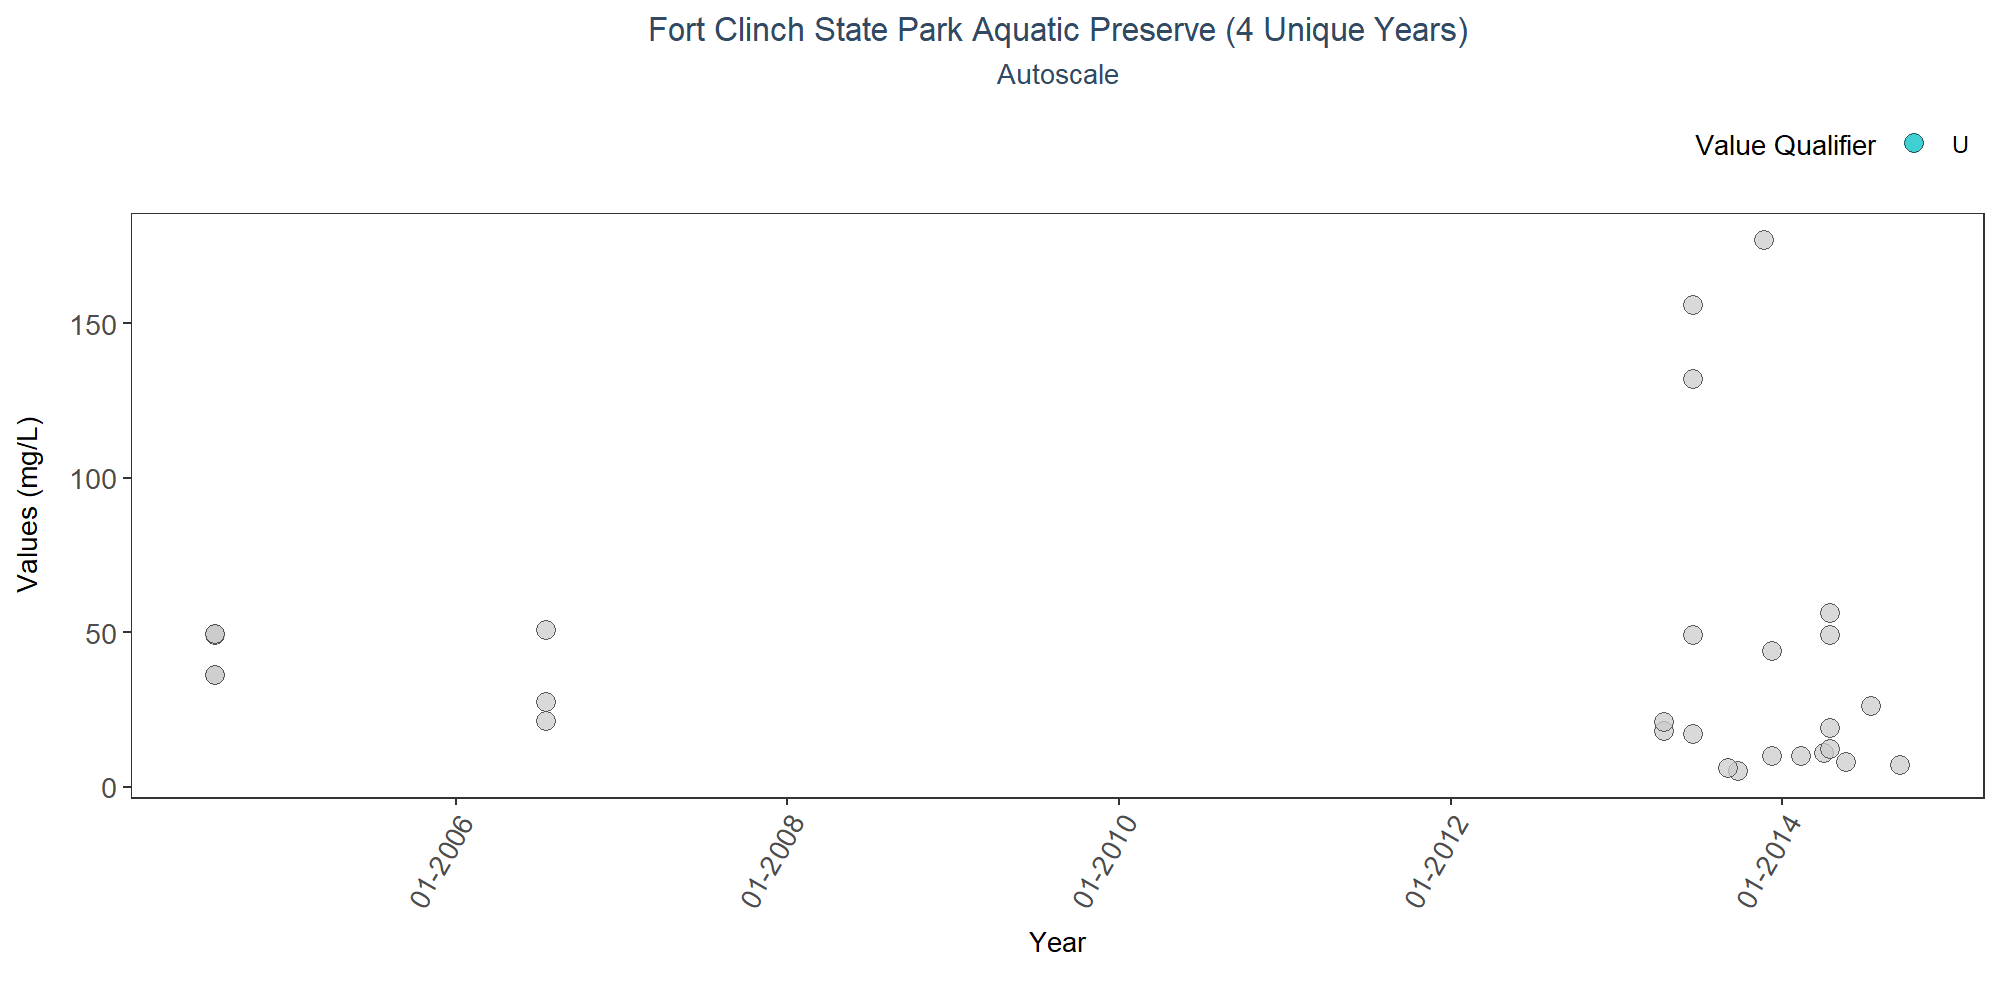 Fort Clinch State Park Aquatic Preserve (4 Unique Years)
Autoscale
Value Qualifier U
Values (mg/L)
150
100
50
0
01-2006
01-2008
01-2010
01-2012
01-2014
Year